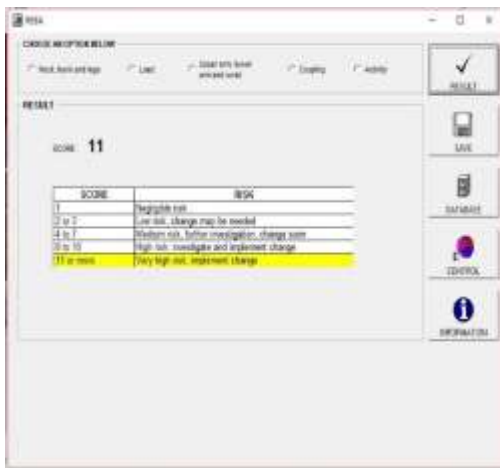 REBA
CHOOSE AN OPTION BELOW
Neck, trunk and legs
Load
Upper arm, lower
arm and wrist
Coupling
Activity
RESULT
SCORE 11
SCORE RISK
1 Negligible risk
2 or 3 Low risk, change may be needed
4 to 7 Medium risk, further investigation, change soon
8 to 10 High risk, investigate and implement change
11 or more Very high risk, implement change
RESULT
SAVE
DATABASE
CONTROL
INFORMATION